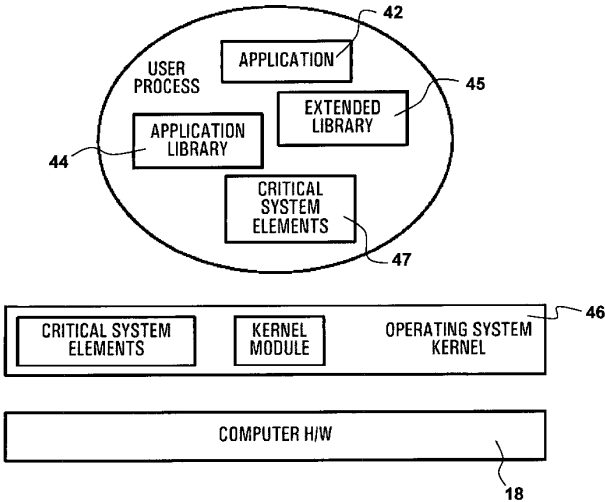 42
APPLICATION
USER
PROCESS
45
EXTENDED
LIBRARY
APPLICATION
LIBRARY
44
CRITICAL
SYSTEM
ELEMENTS
47
46
CRITICAL SYSTEM
ELEMENTS
KERNEL
MODULE
OPERATING SYSTEM
KERNEL
COMPUTER H/W
18